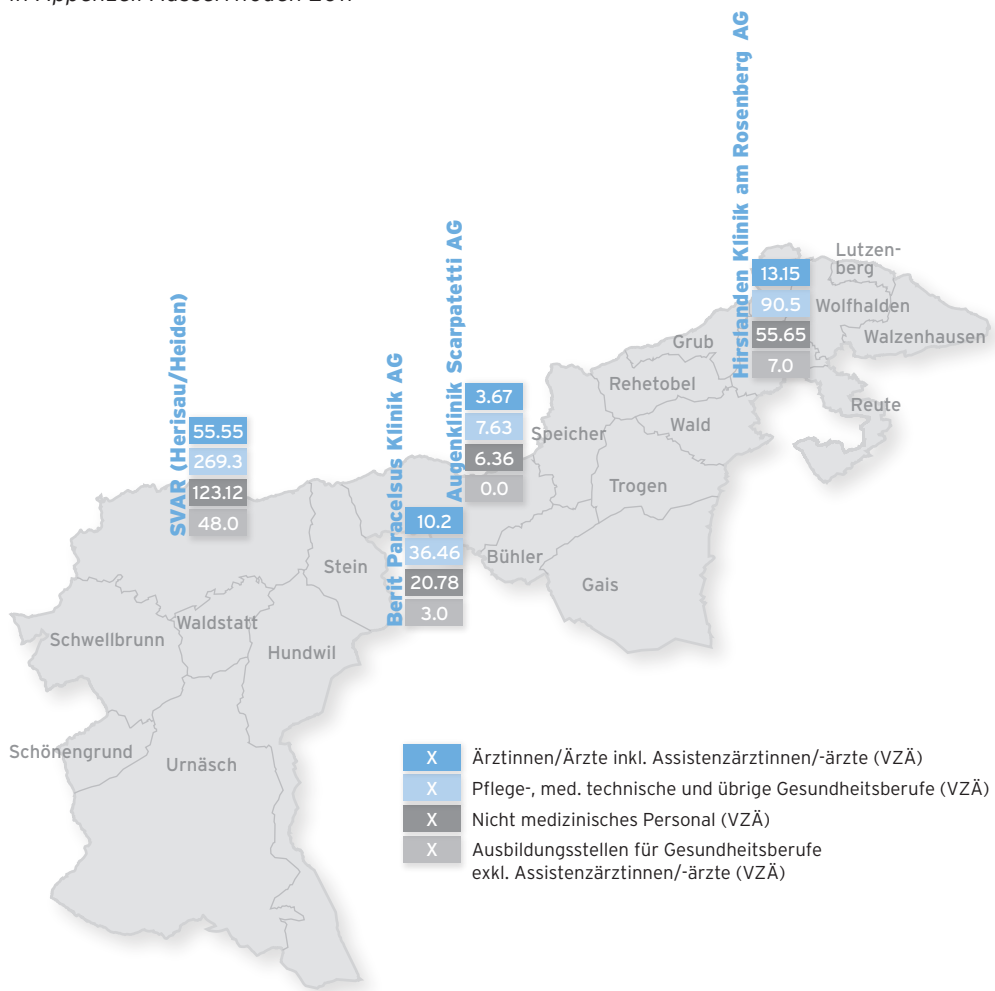 Hirslanden Klinik am Rosenberg AG
13.15
90.5
55.65
7.0
Augenklinik Scarpatetti AG
3.67
7.63
6.36
0.0
SVAR (Herisau/Heiden)
55.55
269.3
123.12
48.0
Berit Paracelsus Klinik AG
10.2
36.46
20.78
3.0
Lutzen-
berg
Wolfhalden
Walzenhausen
Grub
Rehetobel
Reute
Wald
Speicher
Trogen
Bühler
Gais
Stein
Waldstatt
Schwellbrunn
Hundwil
Schönengrund
Urnäsch
X Ärztinnen/Ärzte inkl. Assistenzärztinnen/-ärzte (VZÄ)
X Pflege-, med. technische und übrige Gesundheitsberufe (VZÄ)
X Nicht medizinisches Personal (VZÄ)
X Ausbildungsstellen für Gesundheitsberufe
exkl. Assistenzärztinnen/-ärzte (VZÄ)